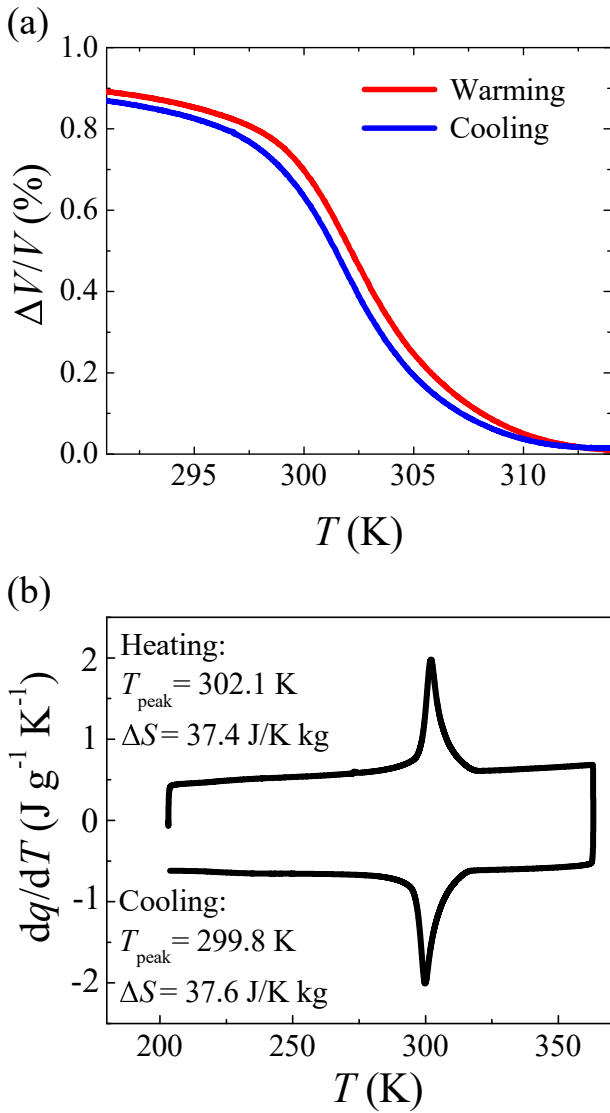 (a)
1.0
0.8
0.6
0.4
0.2
0.0
ΔV/V (%)
Warming
Cooling
295 300 305 310
T (K)
(b)
2
1
0
-1
-2
dq/dT (J g⁻¹ K⁻¹)
Heating:
T_peak = 302.1 K
ΔS = 37.4 J/K kg
Cooling:
T_peak = 299.8 K
ΔS = 37.6 J/K kg
200 250 300 350
T (K)